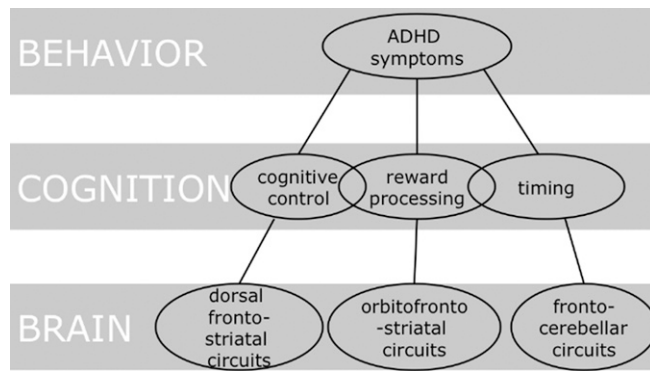 BEHAVIOR
ADHD
symptoms
COGNITION
cognitive
control
reward
processing
timing
BRAIN
dorsal
fronto-
striatal
circuits
orbitofronto
-striatal
circuits
fronto-
cerebellar
circuits